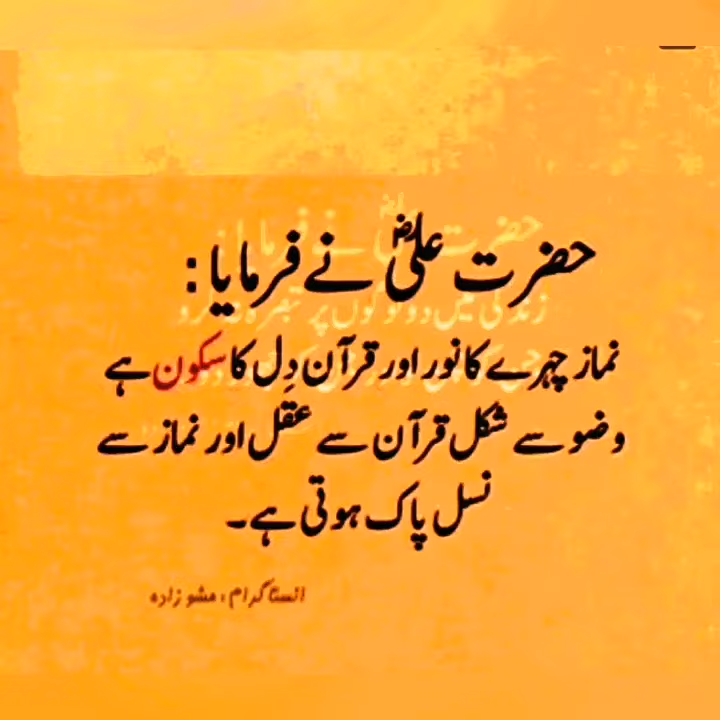 حضرت علیؓ نے فرمایا :
نماز چہرے کا نور اور قرآن دِل کا سکون ہے
وضو سے شکل قرآن سے عقل اور نماز سے
نسل پاک ہوتی ہے۔
انسٹاگرام، مشو زادہ